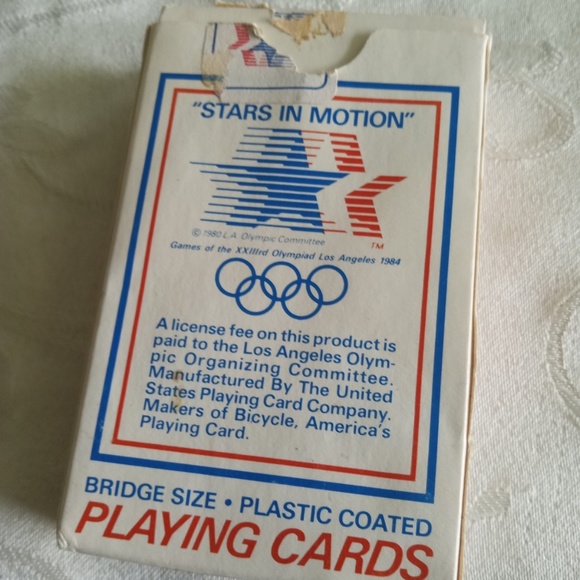 "STARS IN MOTION"
© 1980 L.A. Olympic Committee
TM
Games of the XXIIIrd Olympiad Los Angeles 1984
A license fee on this product is
paid to the Los Angeles Olym-
pic Organizing Committee.
Manufactured By The United
States Playing Card Company.
Makers of Bicycle, America's
Playing Card.
BRIDGE SIZE • PLASTIC COATED
PLAYING CARDS